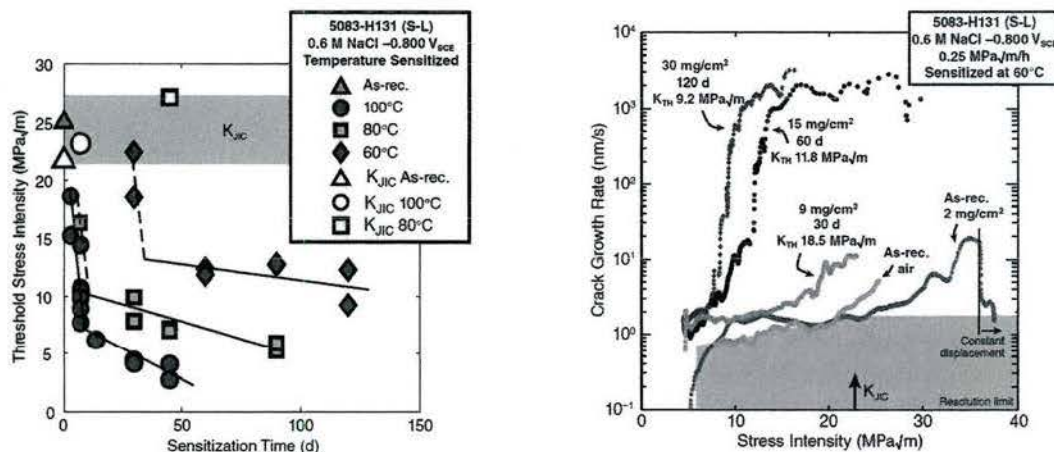 5083-H131 (S-L)
0.6 M NaCl –0.800 VSCE
Temperature Sensitized
As-rec.
100°C
80°C
60°C
KJIC As-rec.
KJIC 100°C
KJIC 80°C
KJIC
Threshold Stress Intensity (MPa√m)
30
25
20
15
10
5
0
0
50
100
150
Sensitization Time (d)
5083-H131 (S-L)
0.6 M NaCl –0.800 VSCE
0.25 MPa√m/h
Sensitized at 60°C
30 mg/cm²
120 d
KTH 9.2 MPa√m
15 mg/cm²
60 d
KTH 11.8 MPa√m
9 mg/cm²
30 d
KTH 18.5 MPa√m
As-rec.
air
As-rec.
2 mg/cm²
Constant
displacement
KJIC
Resolution limit
Crack Growth Rate (nm/s)
10⁴
10³
10²
10¹
10⁰
10⁻¹
0
10
20
30
40
Stress Intensity (MPa√m)